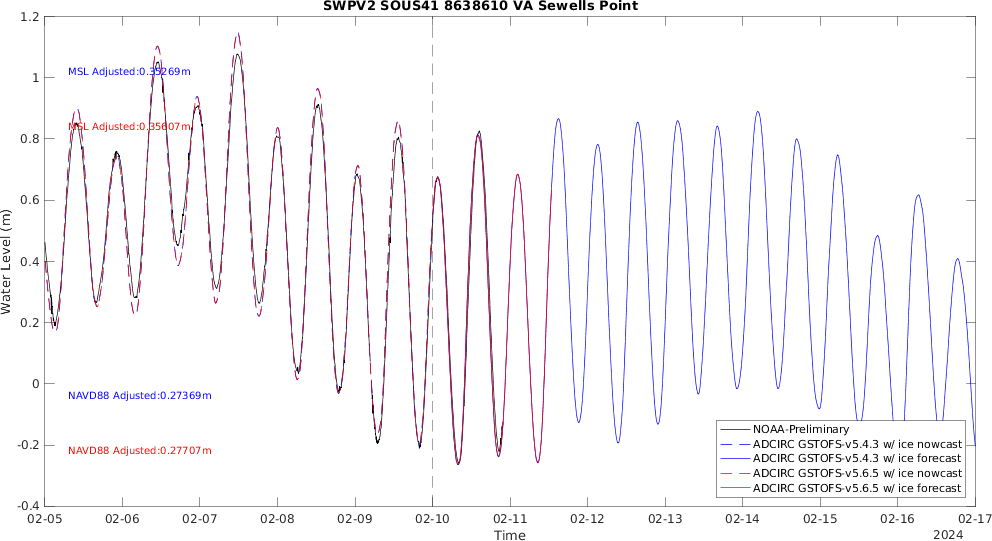 SWPV2 SOUS41 8638610 VA Sewells Point
Water Level (m)
1.2
1
0.8
0.6
0.4
0.2
0
-0.2
-0.4
MSL Adjusted:0.35269m
MSL Adjusted:0.35607m
NAVD88 Adjusted:0.27369m
NAVD88 Adjusted:0.27707m
NOAA-Preliminary
ADCIRC GSTOFS-v5.4.3 w/ ice nowcast
ADCIRC GSTOFS-v5.4.3 w/ ice forecast
ADCIRC GSTOFS-v5.6.5 w/ ice nowcast
ADCIRC GSTOFS-v5.6.5 w/ ice forecast
02-05 02-06 02-07 02-08 02-09 02-10 02-11 02-12 02-13 02-14 02-15 02-16 02-17
Time
2024